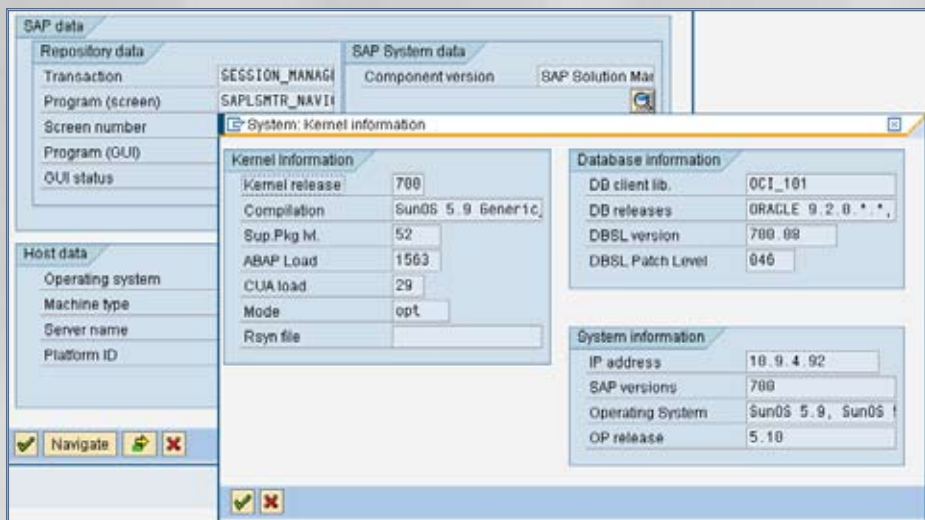 SAP data
Repository data
Transaction SESSION_MANAG
Program (screen) SAPLSMTR_NAVI
Screen number
Program (GUI)
GUI status
SAP System data
Component version SAP Solution Mar
Host data
Operating system
Machine type
Server name
Platform ID
Navigate
System: Kernel information
Kernel Information
Kernel release 700
Compilation SunOS 5.9 Generic_
Sup.Pkg lvl. 52
ABAP Load 1563
CUA load 29
Mode opt
Rsyn file
Database information
DB client lib. OCI_101
DB releases ORACLE 9.2.0.*.*,
DBSL version 700.08
DBSL Patch Level 046
System information
IP address 10.9.4.92
SAP versions 700
Operating System SunOS 5.9, SunOS
OP release 5.10